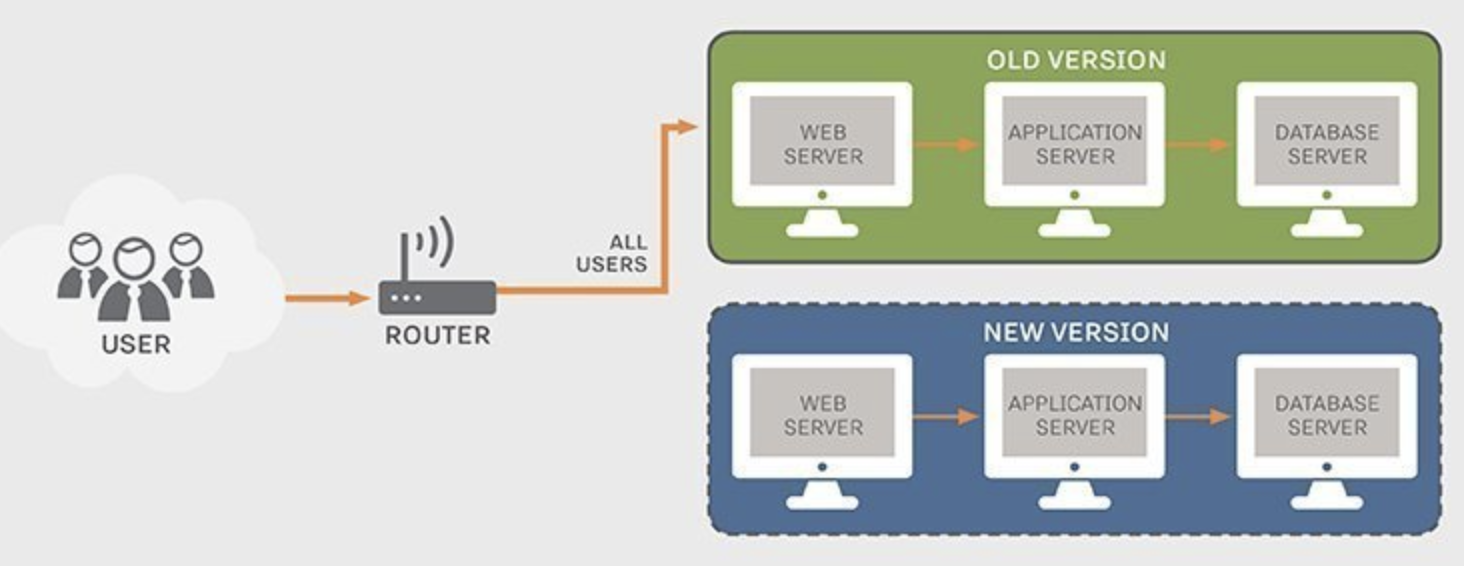 USER
ROUTER
ALL
USERS
OLD VERSION
WEB
SERVER
APPLICATION
SERVER
DATABASE
SERVER
NEW VERSION
WEB
SERVER
APPLICATION
SERVER
DATABASE
SERVER